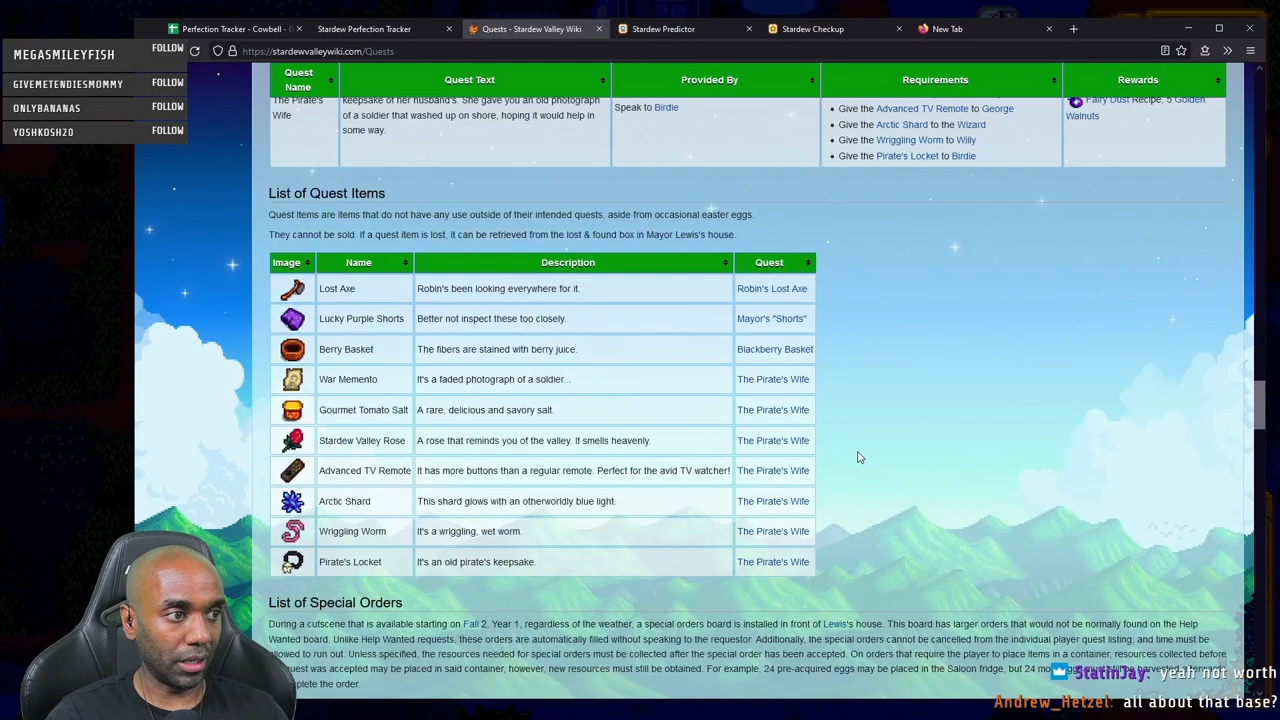 Perfection Tracker - Cowbell -
Stardew Perfection Tracker
Quests - Stardew Valley Wiki
Stardew Predictor
Stardew Checkup
New Tab
https://stardewvalleywiki.com/Quests
MEGASMILEYFISH FOLLOW
GIVEMETENDIESMOMMY FOLLOW
ONLYBANANAS FOLLOW
YOSHKOSH20 FOLLOW
Quest Name
Quest Text
Provided By
Requirements
Rewards
The Pirate's Wife
keepsake of her husband's. She gave you an old photograph
of a soldier that washed up on shore, hoping it would help in
some way.
Speak to Birdie
Give the Advanced TV Remote to George
Give the Arctic Shard to the Wizard
Give the Wriggling Worm to Willy
Give the Pirate's Locket to Birdie
Fairy Dust Recipe, 5 Golden
Walnuts
List of Quest Items
Quest Items are items that do not have any use outside of their intended quests, aside from occasional easter eggs.
They cannot be sold. If a quest item is lost, it can be retrieved from the lost & found box in Mayor Lewis's house.
Image Name Description Quest
Lost Axe Robin's been looking everywhere for it. Robin's Lost Axe
Lucky Purple Shorts Better not inspect these too closely. Mayor's "Shorts"
Berry Basket The fibers are stained with berry juice. Blackberry Basket
War Memento It's a faded photograph of a soldier... The Pirate's Wife
Gourmet Tomato Salt A rare, delicious and savory salt. The Pirate's Wife
Stardew Valley Rose A rose that reminds you of the valley. It smells heavenly. The Pirate's Wife
Advanced TV Remote It has more buttons than a regular remote. Perfect for the avid TV watcher! The Pirate's Wife
Arctic Shard This shard glows with an otherworldly blue light. The Pirate's Wife
Wriggling Worm It's a wriggling, wet worm. The Pirate's Wife
Pirate's Locket It's an old pirate's keepsake. The Pirate's Wife
List of Special Orders
During a cutscene that is available starting on Fall 2, Year 1, regardless of the weather, a special orders board is installed in front of Lewis's house. This board has larger orders that would not be normally found on the Help
Wanted board. Unlike Help Wanted requests, these orders are automatically filled without speaking to the requestor. Additionally, the special orders cannot be cancelled from the individual player quest listing, and time must be
allowed to run out. Unless specified, the resources needed for special orders must be collected after the special order has been accepted. On orders that require the player to place items in a container, resources collected before
quest was accepted may be placed in said container, however, new resources must still be obtained. For example, 24 pre-acquired eggs may be placed in the Saloon fridge, but 24 more eggs must still be harvested
complete the order.
StatinJay: yeah not worth
Andrew_Hetzel: all about that base?